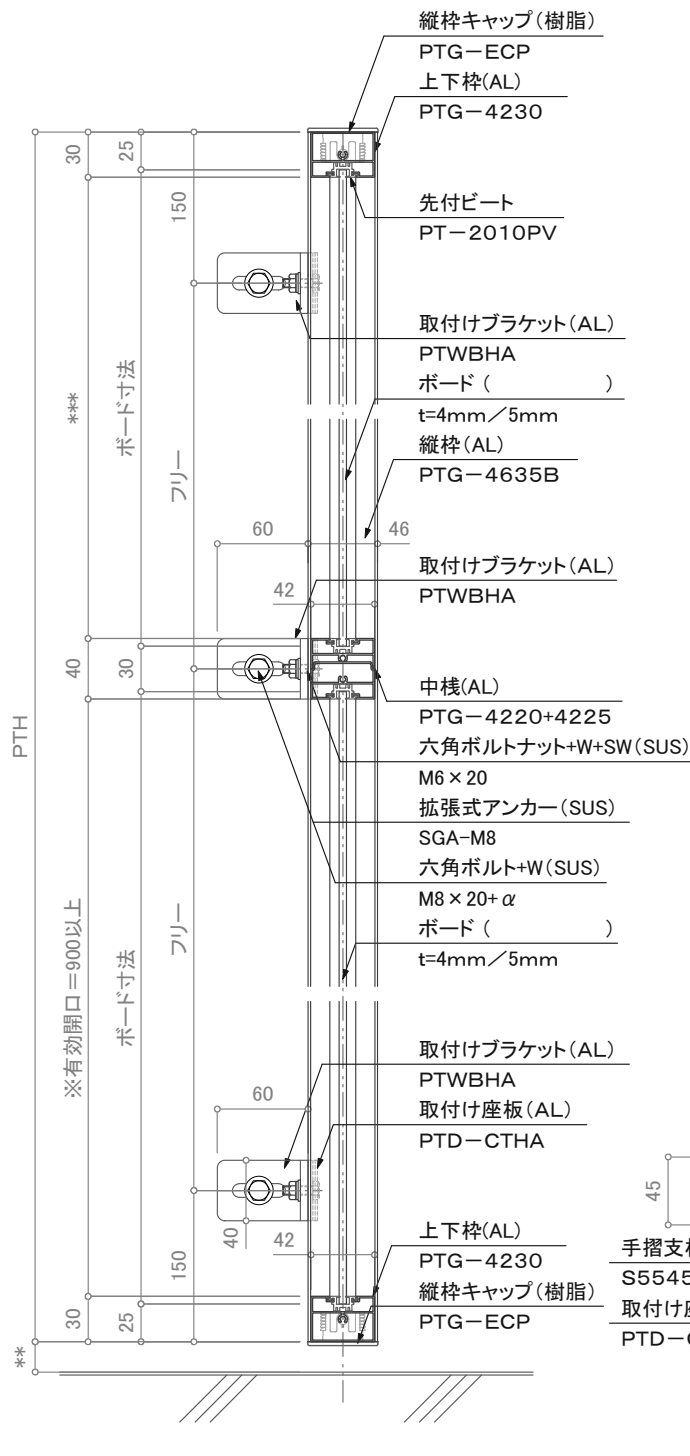 縦枠キャップ（樹脂）
PTG－ECP
上下枠(AL)
PTG－4230
先付ビート
PT－2010PV
取付けブラケット（AL）
PTWBHA
ボード（　　　　　　）
t=4mm／5mm
縦枠（AL）
PTG－4635B
取付けブラケット（AL）
PTWBHA
中桟(AL)
PTG－4220+4225
六角ボルトナット+W+SW（SUS）
M6×20
拡張式アンカー（SUS）
SGA-M8
六角ボルト+W（SUS）
M8×20+α
ボード（　　　　　　）
t=4mm／5mm
取付けブラケット（AL）
PTWBHA
取付け座板（AL）
PTD－CTHA
上下枠(AL)
PTG－4230
縦枠キャップ（樹脂）
PTG－ECP
PTH
**
30
***
40
※有効開口＝900以上
30
25
ボード寸法
30
ボード寸法
25
150
フリー
フリー
150
60
46
42
60
40
42
45
手摺支
S5545
取付け
PTD－